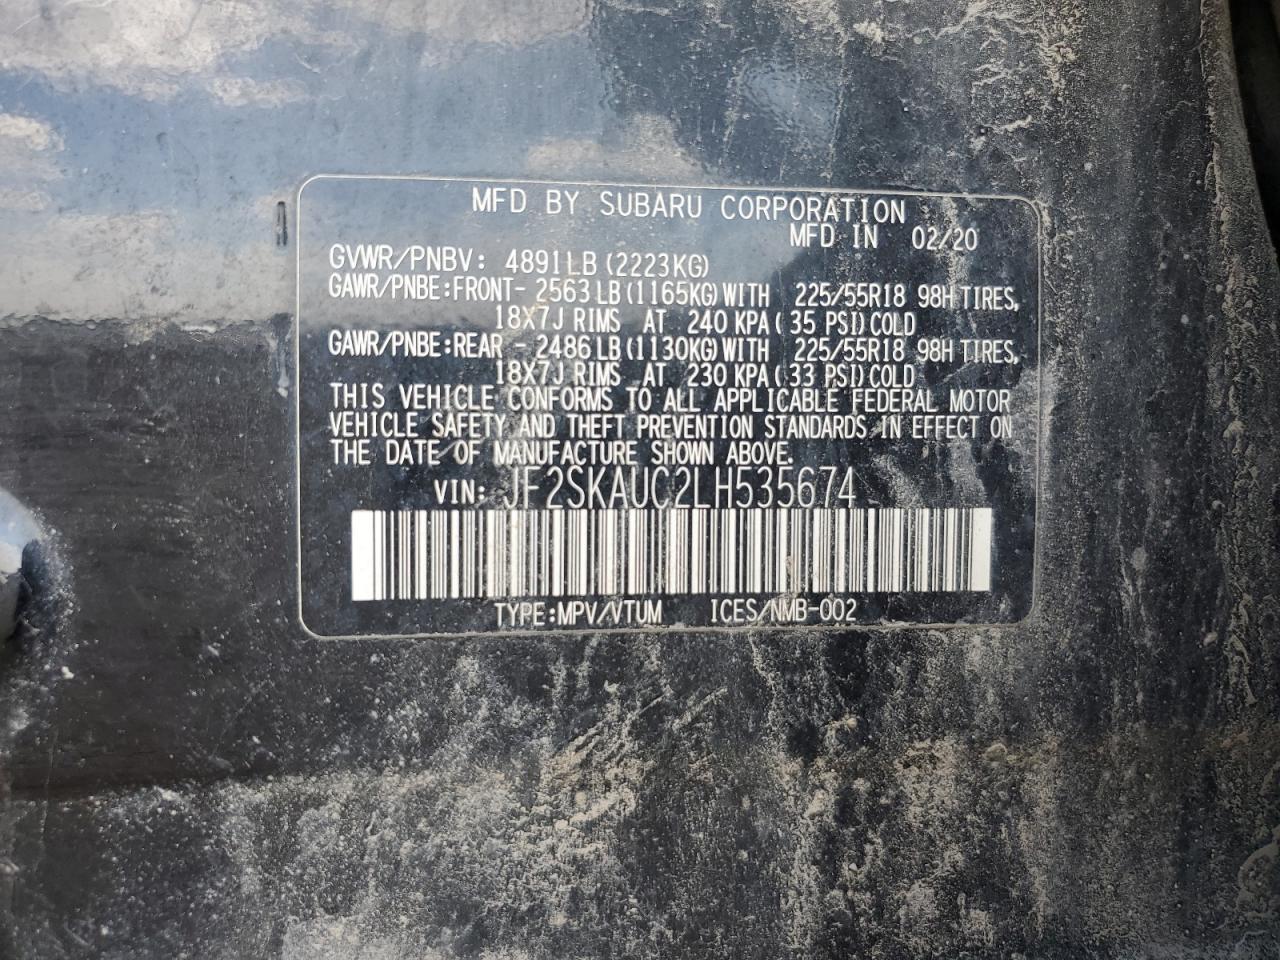 MFD BY SUBARU CORPORATION
MFD IN 02/20
GVWR/PNBV: 4891LB (2223KG)
GAWR/PNBE:FRONT- 2563LB(1165KG)WITH 225/55R18 98H TIRES,
18X7J RIMS AT 240 KPA( 35 PSI)COLD
GAWR/PNBE:REAR - 2486LB(1130KG)WITH 225/55R18 98H TIRES,
18X7J RIMS AT 230 KPA( 33 PSI)COLD
THIS VEHICLE CONFORMS TO ALL APPLICABLE FEDERAL MOTOR
VEHICLE SAFETY AND THEFT PREVENTION STANDARDS IN EFFECT ON
THE DATE OF MANUFACTURE SHOWN ABOVE.
VIN: JF2SKAUC2LH535674
TYPE:MPV/VTUM ICES/NMB-002